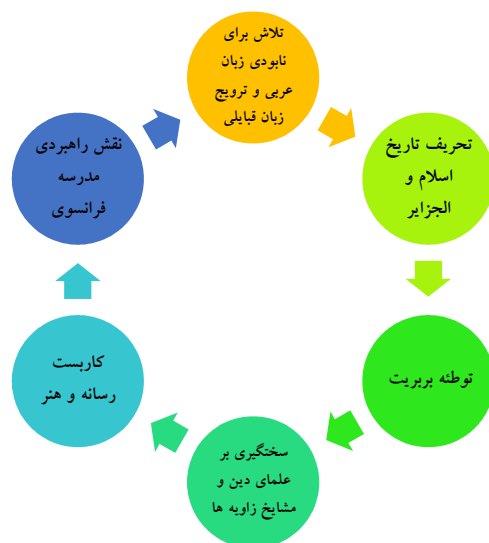 تلاش برای
نابودی زبان
عربی و ترویج
زبان قبایلی
تحریف تاریخ
اسلام و
الجزایر
توطئه بربریت
سختگیری بر
علمای دین و
مشایخ زاویه ها
کاربست
رسانه و هنر
نقش راهبردی
مدرسه
فرانسوی